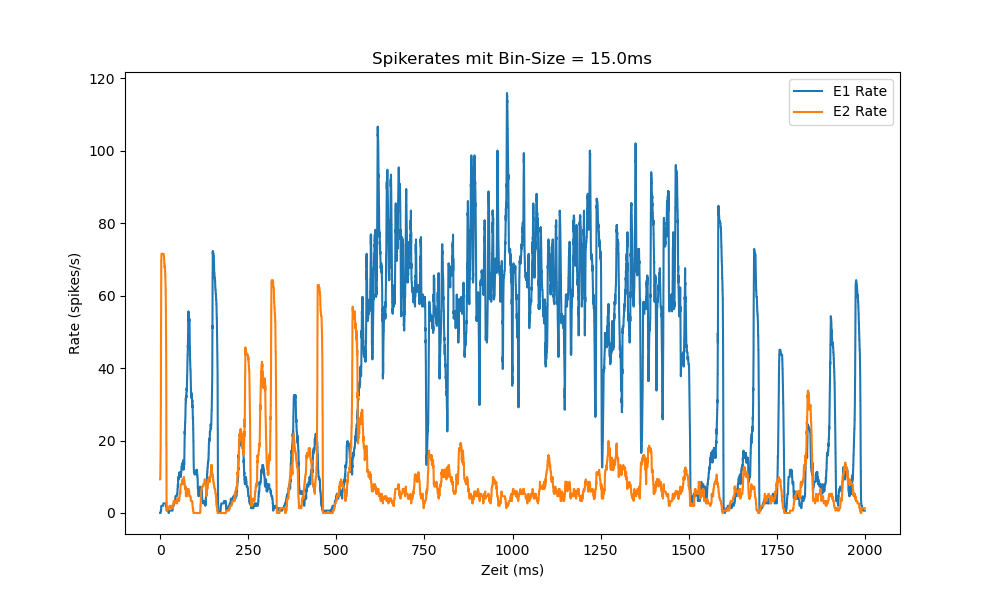 Spikerates mit Bin-Size = 15.0ms
E1 Rate
E2 Rate
120
100
80
60
40
20
0
Rate (spikes/s)
0 250 500 750 1000 1250 1500 1750 2000
Zeit (ms)